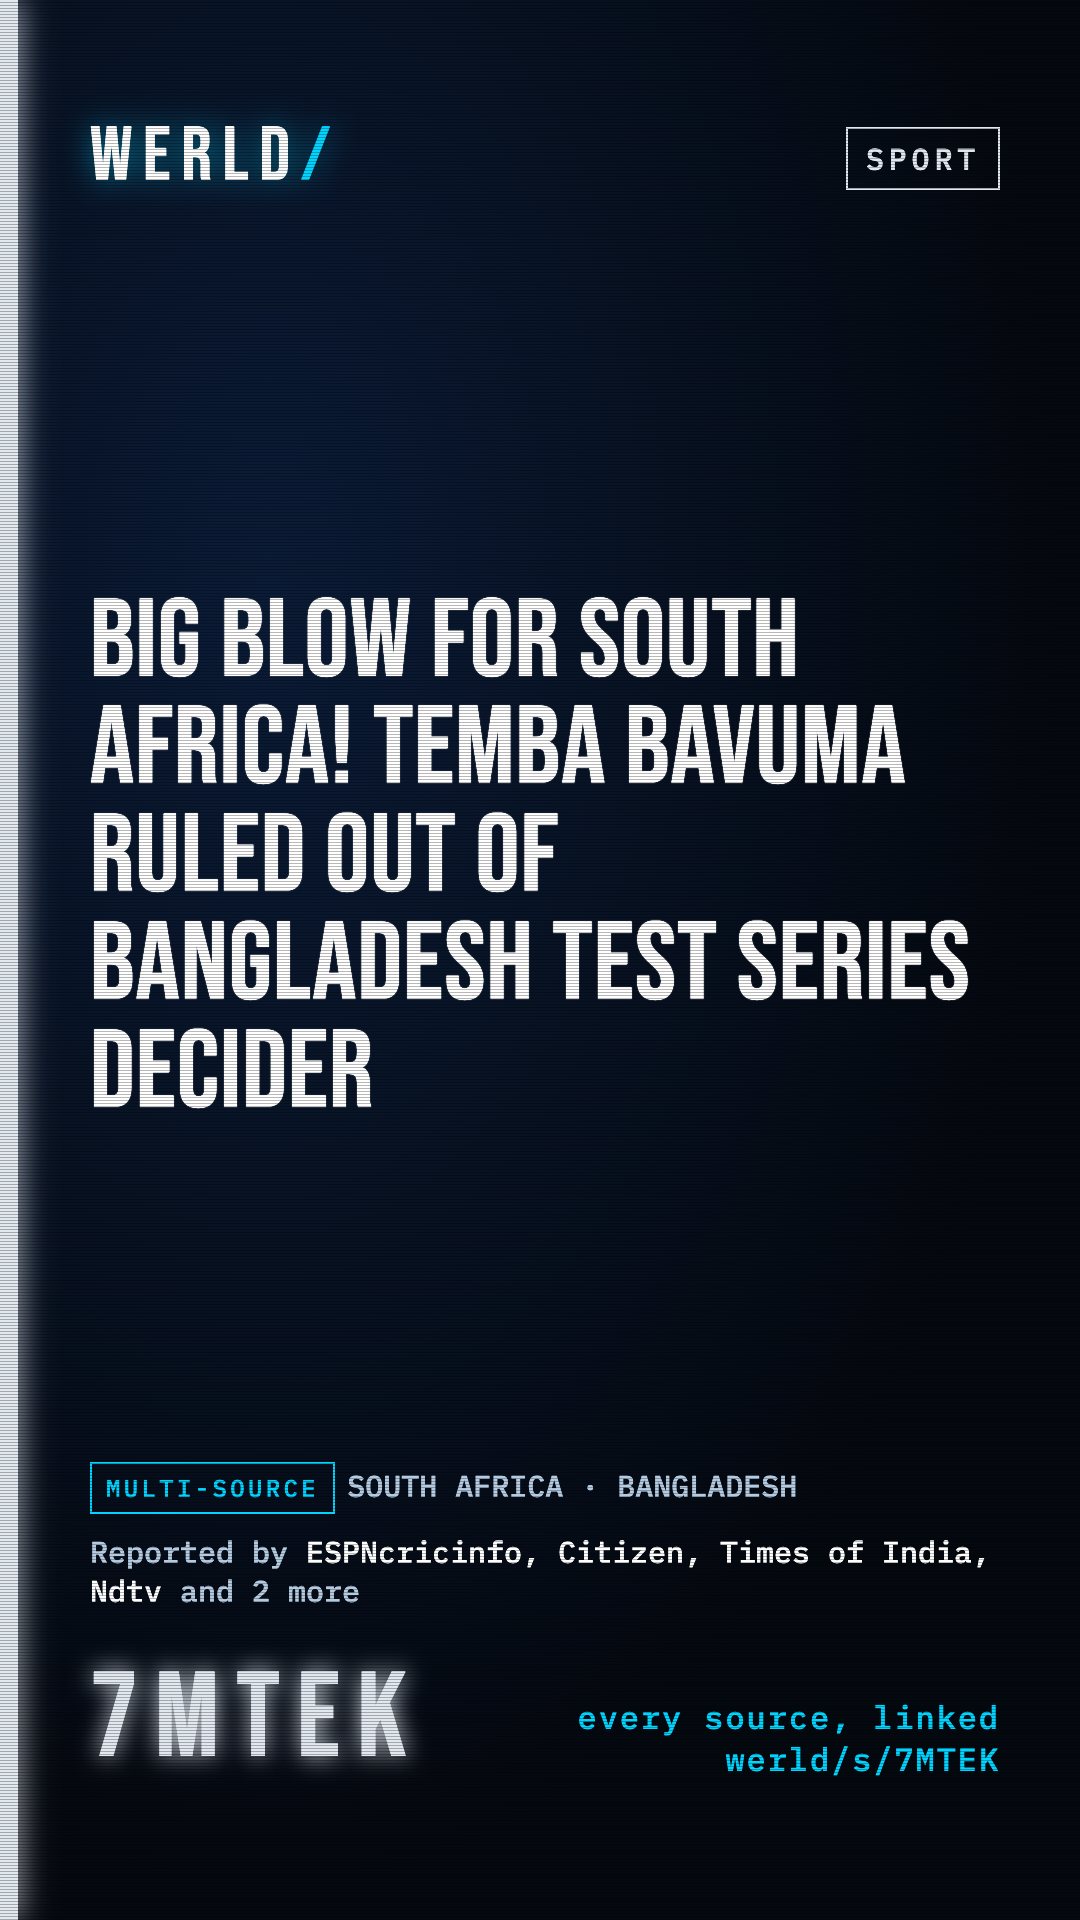 WERLD/
SPORT
BIG BLOW FOR SOUTH
AFRICA! TEMBA BAVUMA
RULED OUT OF
BANGLADESH TEST SERIES
DECIDER
MULTI-SOURCE SOUTH AFRICA · BANGLADESH
Reported by ESPNcricinfo, Citizen, Times of India,
Ndtv and 2 more
7MTEK
every source, linked
werld/s/7MTEK